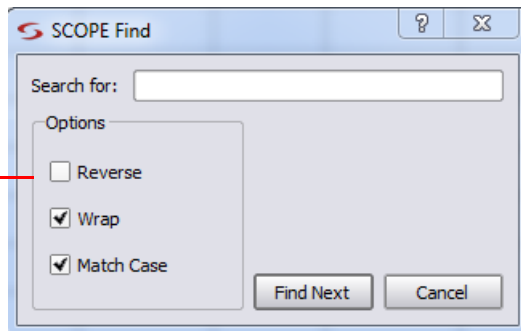 SCOPE Find
Search for:
Options
Reverse
Wrap
Match Case
Find Next
Cancel